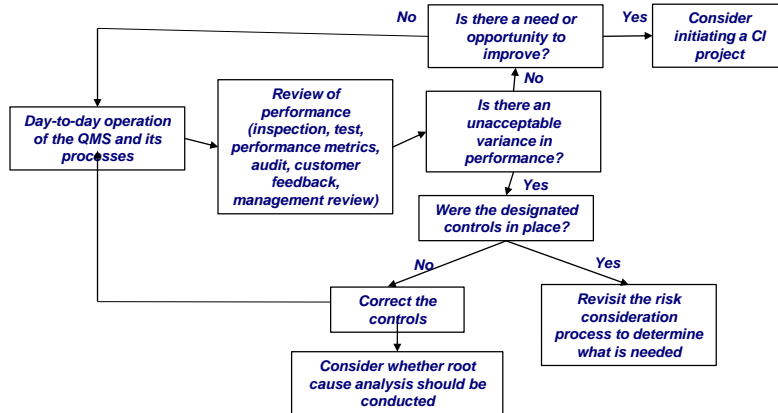 No
Is there a need or
opportunity to
improve?
Yes
Consider
initiating a CI
project
No
Day-to-day operation
of the QMS and its
processes
Review of
performance
(inspection, test,
performance metrics,
audit, customer
feedback,
management review)
Is there an
unacceptable
variance in
performance?
Yes
Were the designated
controls in place?
No
Yes
Correct the
controls
Revisit the risk
consideration
process to determine
what is needed
Consider whether root
cause analysis should be
conducted